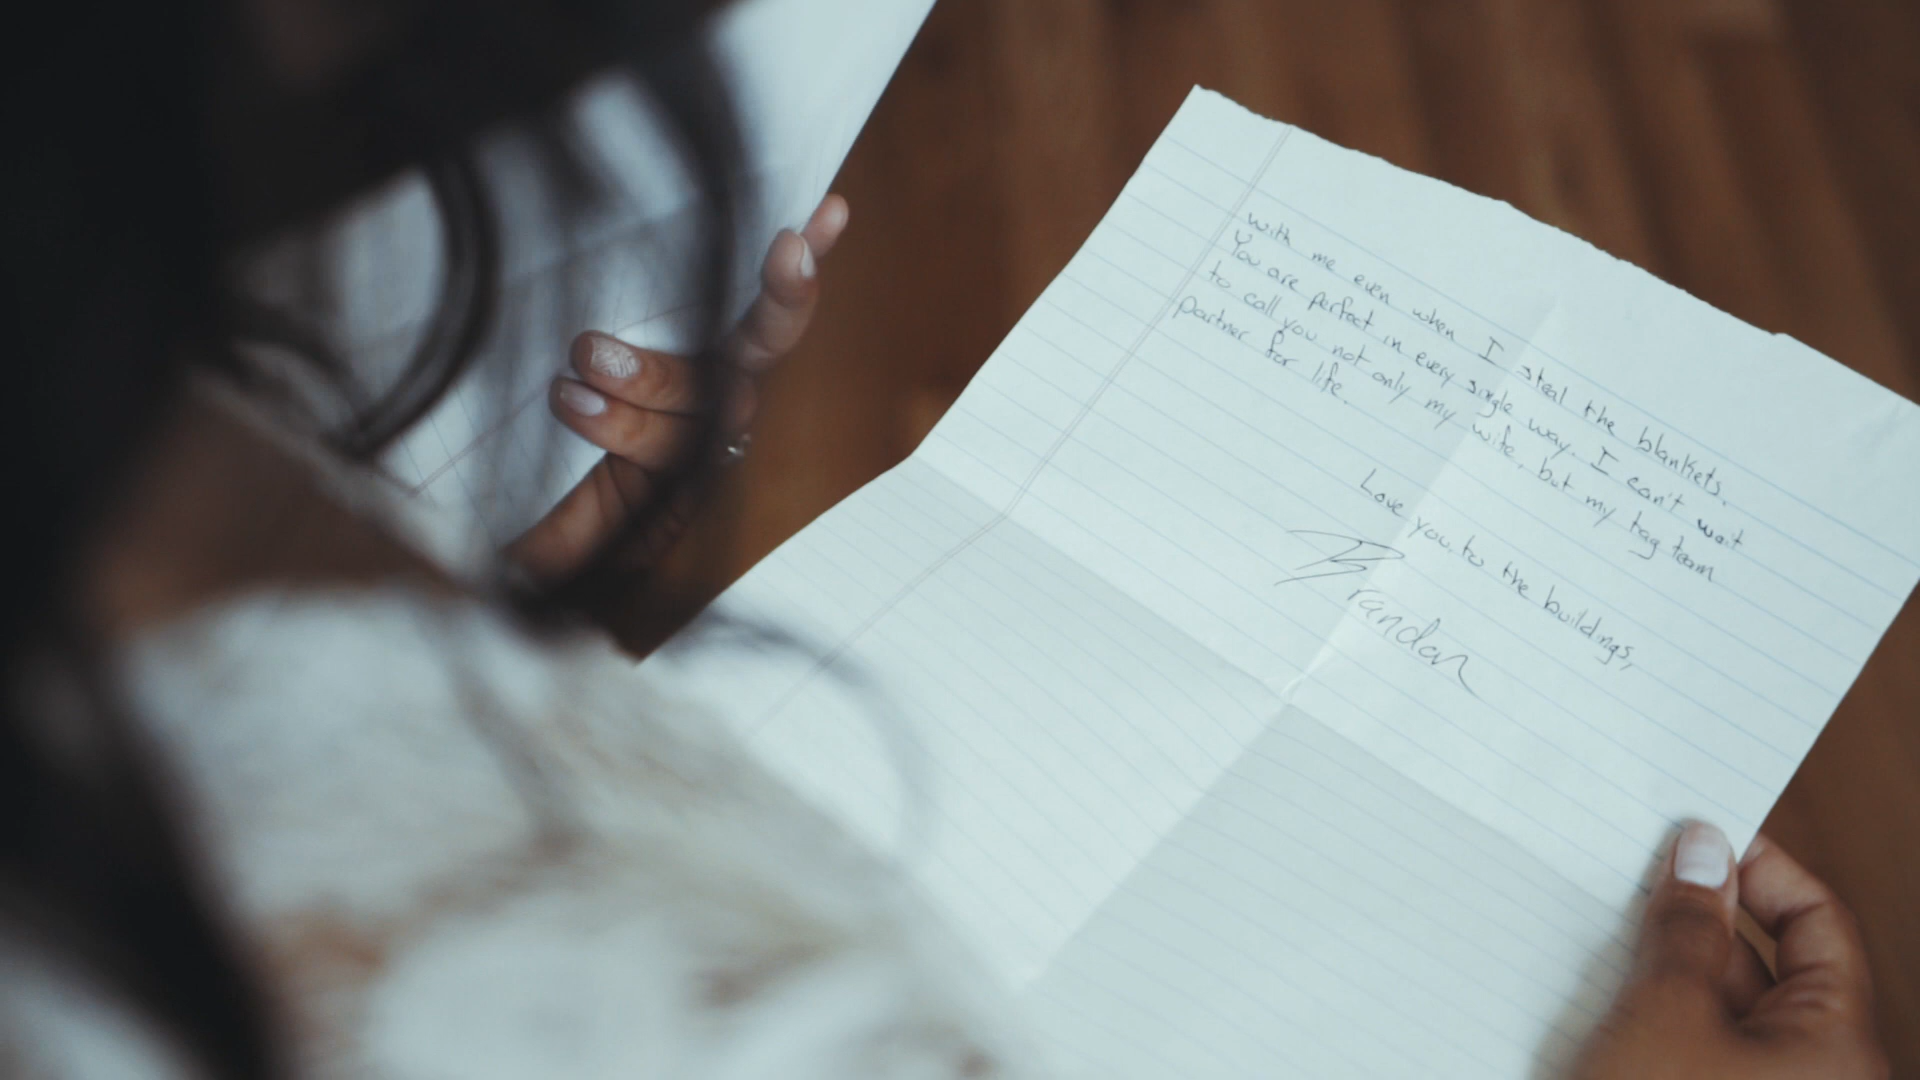 with me even when I steal the blankets.
You are perfect in every single way. I can't wait
to call you not only my wife, but my tag team
partner for life.
Love you to the buildings,
Brandon